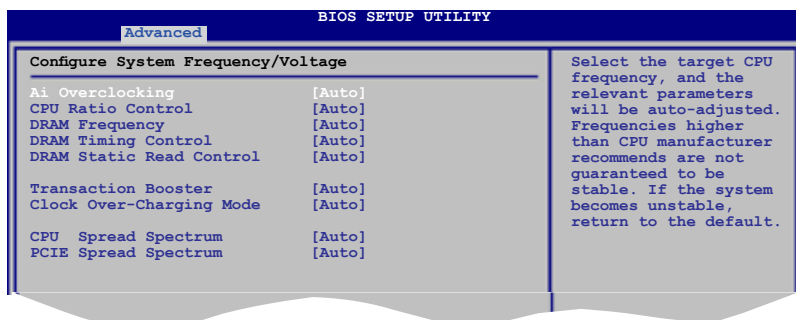 BIOS SETUP UTILITY
Advanced
Configure System Frequency/Voltage
Ai Overclocking [Auto]
CPU Ratio Control [Auto]
DRAM Frequency [Auto]
DRAM Timing Control [Auto]
DRAM Static Read Control [Auto]
Transaction Booster [Auto]
Clock Over-Charging Mode [Auto]
CPU Spread Spectrum [Auto]
PCIE Spread Spectrum [Auto]
Select the target CPU
frequency, and the
relevant parameters
will be auto-adjusted.
Frequencies higher
than CPU manufacturer
recommends are not
guaranteed to be
stable. If the system
becomes unstable,
return to the default.